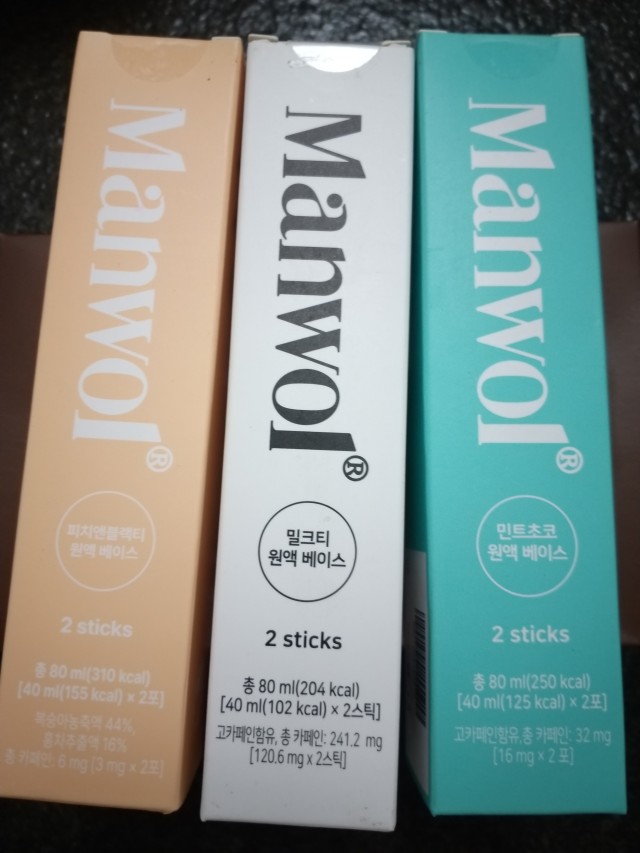 Manwol®
피치앤블랙티
원액 베이스
2 sticks
총 80 ml(310 kcal)
[40 ml(155 kcal) × 2포]
복숭아농축액 44%,
홍차추출액 16%
총 카페인: 6 mg [3 mg × 2포]
Manwol®
밀크티
원액 베이스
2 sticks
총 80 ml(204 kcal)
[40 ml(102 kcal) × 2스틱]
고카페인함유, 총 카페인: 241.2 mg
[120.6 mg x 2스틱]
Manwol®
민트초코
원액 베이스
2 sticks
총 80 ml(250 kcal)
[40 ml(125 kcal) × 2포]
고카페인함유, 총 카페인: 32 mg
[16 mg × 2 포]